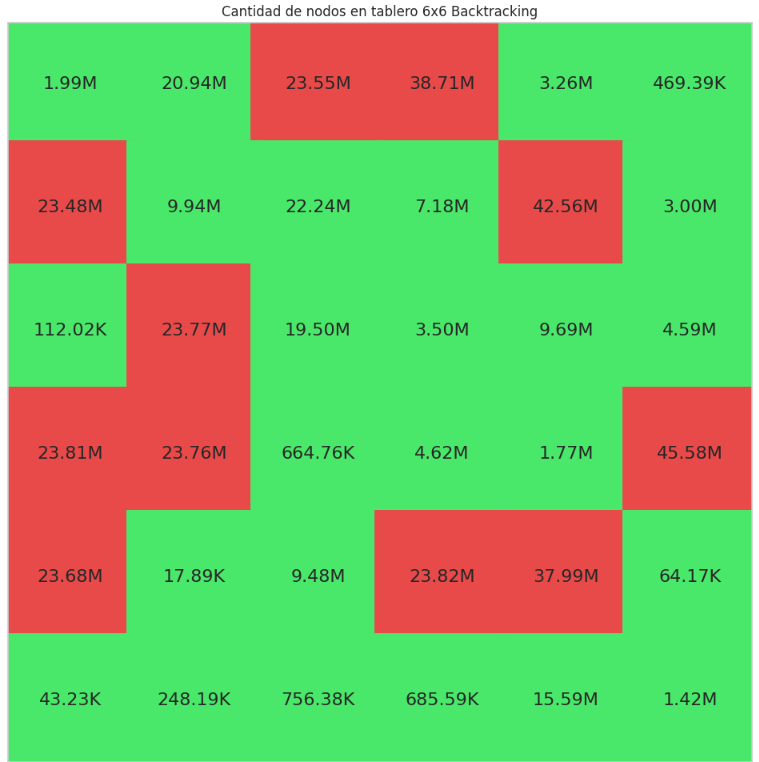 Cantidad de nodos en tablero 6x6 Backtracking
1.99M 20.94M 23.55M 38.71M 3.26M 469.39K
23.48M 9.94M 22.24M 7.18M 42.56M 3.00M
112.02K 23.77M 19.50M 3.50M 9.69M 4.59M
23.81M 23.76M 664.76K 4.62M 1.77M 45.58M
23.68M 17.89K 9.48M 23.82M 37.99M 64.17K
43.23K 248.19K 756.38K 685.59K 15.59M 1.42M